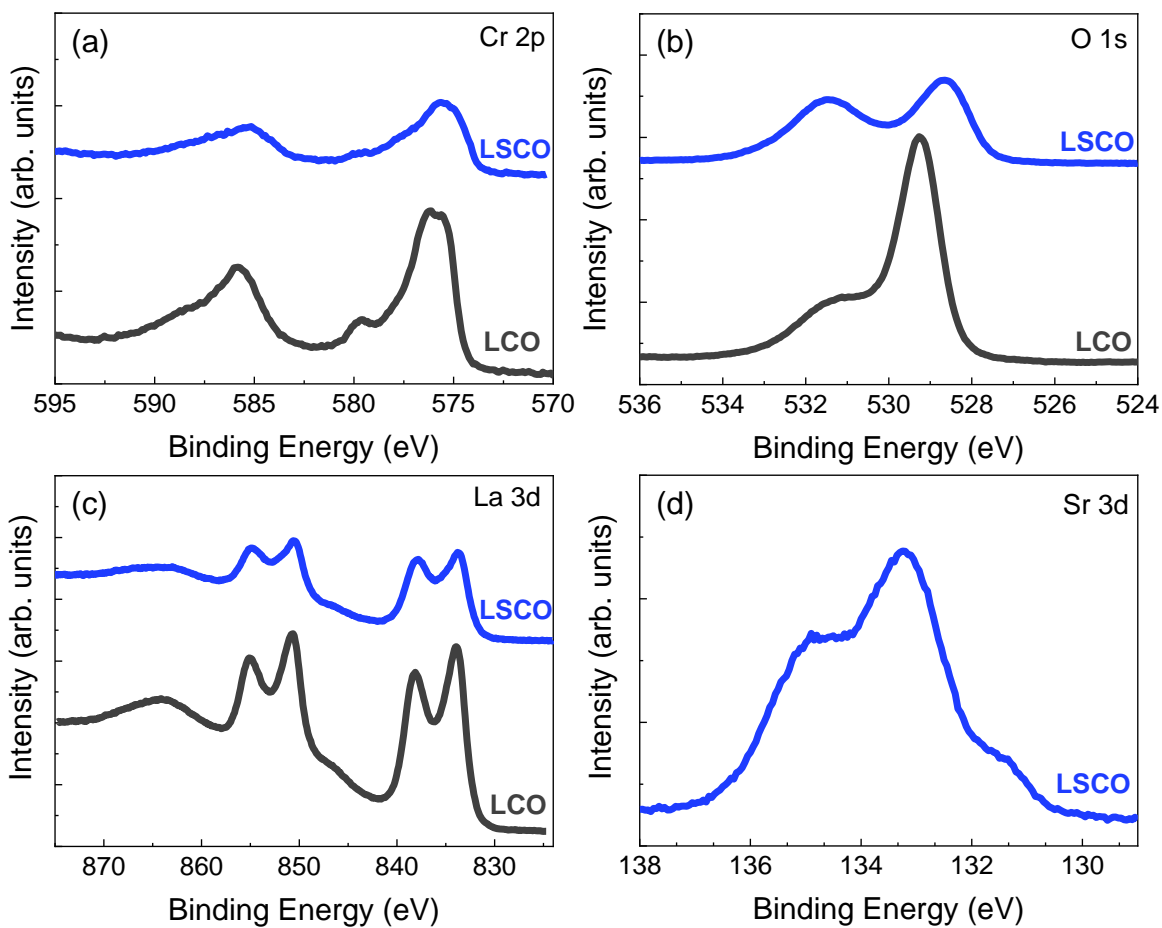 (a)
Cr 2p
LSCO
LCO
Intensity (arb. units)
595 590 585 580 575 570
Binding Energy (eV)
(b)
O 1s
LSCO
LCO
Intensity (arb. units)
536 534 532 530 528 526 524
Binding Energy (eV)
(c)
La 3d
LSCO
LCO
Intensity (arb. units)
870 860 850 840 830
Binding Energy (eV)
(d)
Sr 3d
LSCO
Intensity (arb. units)
138 136 134 132 130
Binding Energy (eV)